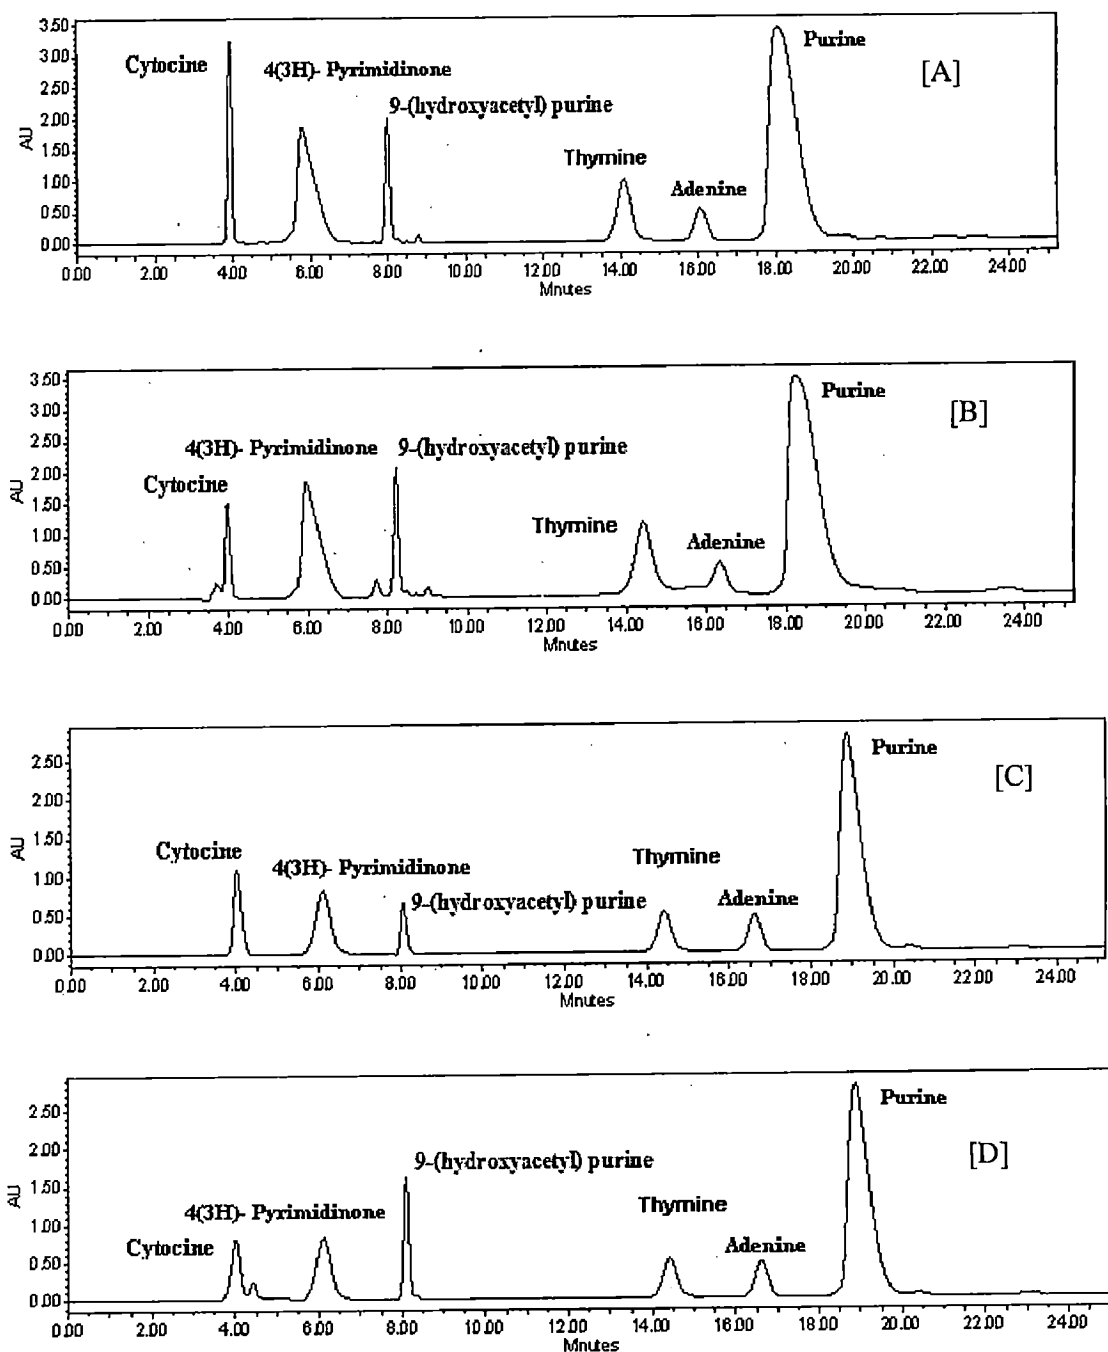 3.50
3.00
2.50
2.00
1.50
1.00
0.50
0.00
AU
Cytocine
4(3H)- Pyrimidinone
9-(hydroxyacetyl) purine
Thymine
Adenine
Purine
[A]
0.00 2.00 4.00 6.00 8.00 10.00 12.00 14.00 16.00 18.00 20.00 22.00 24.00
Mnutes
3.50
3.00
2.50
2.00
1.50
1.00
0.50
0.00
AU
Cytocine
4(3H)- Pyrimidinone
9-(hydroxyacetyl) purine
Thymine
Adenine
Purine
[B]
0.00 2.00 4.00 6.00 8.00 10.00 12.00 14.00 16.00 18.00 20.00 22.00 24.00
Mnutes
2.50
2.00
1.50
1.00
0.50
0.00
AU
Cytocine
4(3H)- Pyrimidinone
9-(hydroxyacetyl) purine
Thymine
Adenine
Purine
[C]
0.00 2.00 4.00 6.00 8.00 10.00 12.00 14.00 16.00 18.00 20.00 22.00 24.00
Mnutes
2.50
2.00
1.50
1.00
0.50
0.00
AU
Cytocine
4(3H)- Pyrimidinone
9-(hydroxyacetyl) purine
Thymine
Adenine
Purine
[D]
0.00 2.00 4.00 6.00 8.00 10.00 12.00 14.00 16.00 18.00 20.00 22.00 24.00
Mnutes